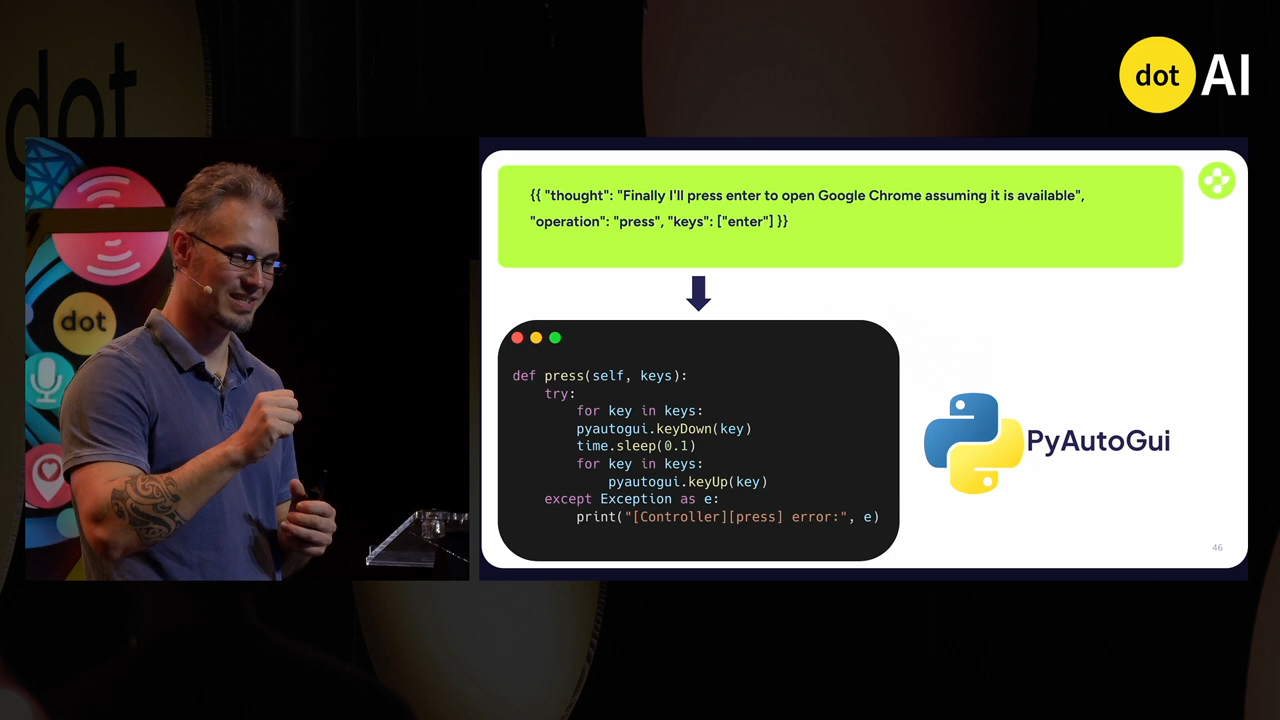 dot
dot AI
dot
{{ "thought": "Finally I'll press enter to open Google Chrome assuming it is available",
"operation": "press", "keys": ["enter"] }}
def press(self, keys):
    try:
        for key in keys:
        pyautogui.keyDown(key)
        time.sleep(0.1)
        for key in keys:
            pyautogui.keyUp(key)
    except Exception as e:
        print("[Controller][press] error:", e)
PyAutoGui
46